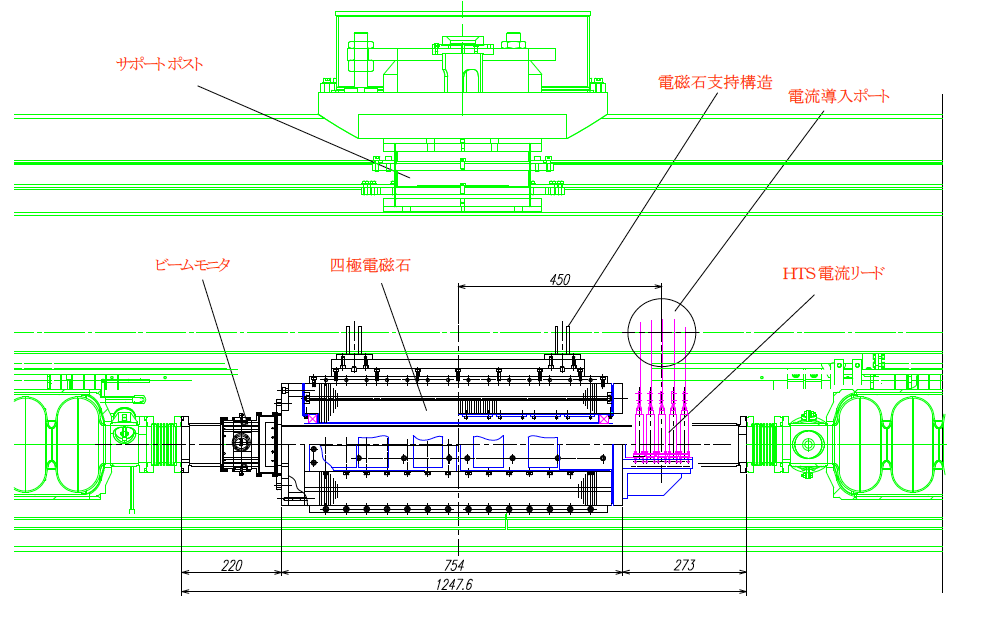 サポートポスト
電磁石支持構造
電流導入ポート
ビームモニタ
四極電磁石
HTS電流リード
450
220
754
273
1247.6